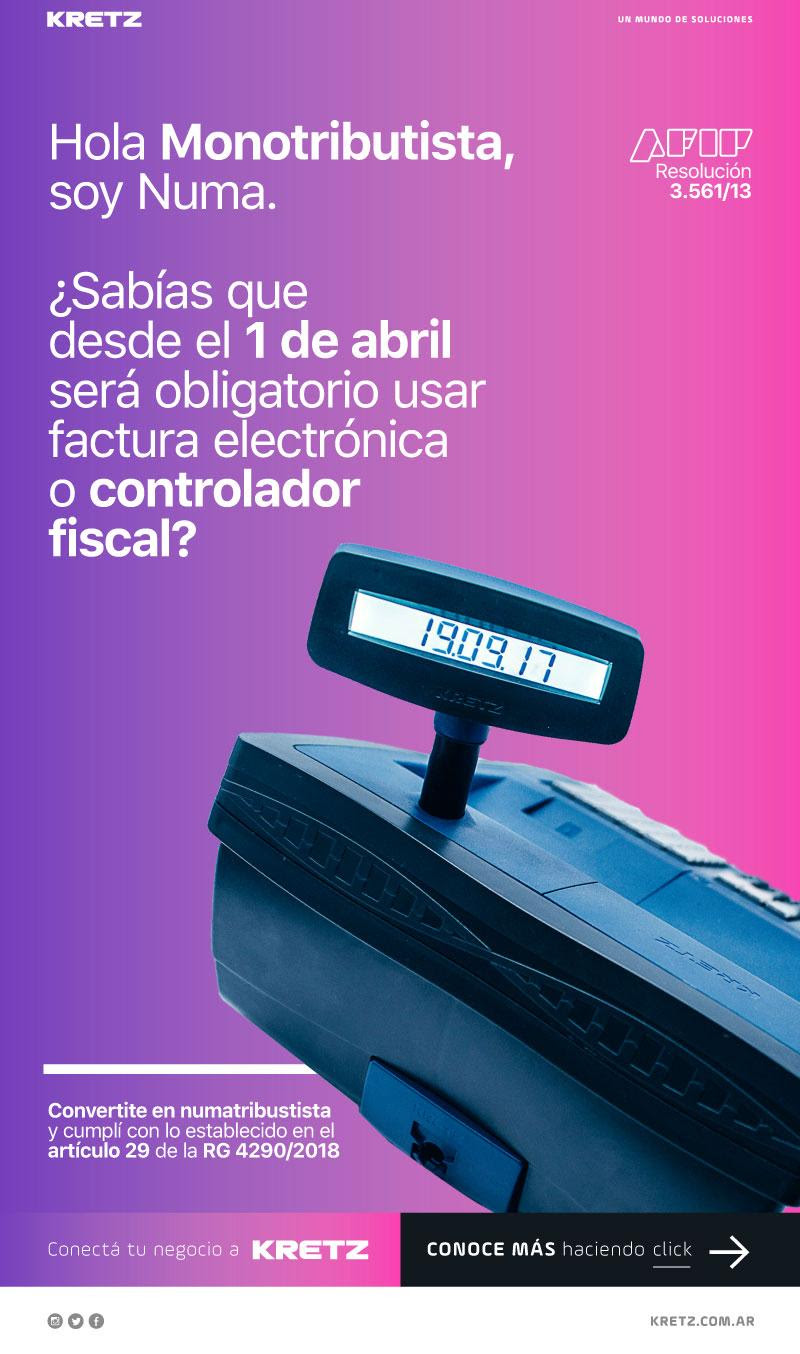 KRETZ
UN MUNDO DE SOLUCIONES
Hola Monotributista,
soy Numa.
AFIP
Resolución
3.561/13
¿Sabías que
desde el 1 de abril
será obligatorio usar
factura electrónica
o controlador
fiscal?
19.09.17
KRETZ
KRETZ
Convertite en numatribustista
y cumplí con lo establecido en el
artículo 29 de la RG 4290/2018
Conectá tu negocio a KRETZ
CONOCE MÁS haciendo click
KRETZ.COM.AR